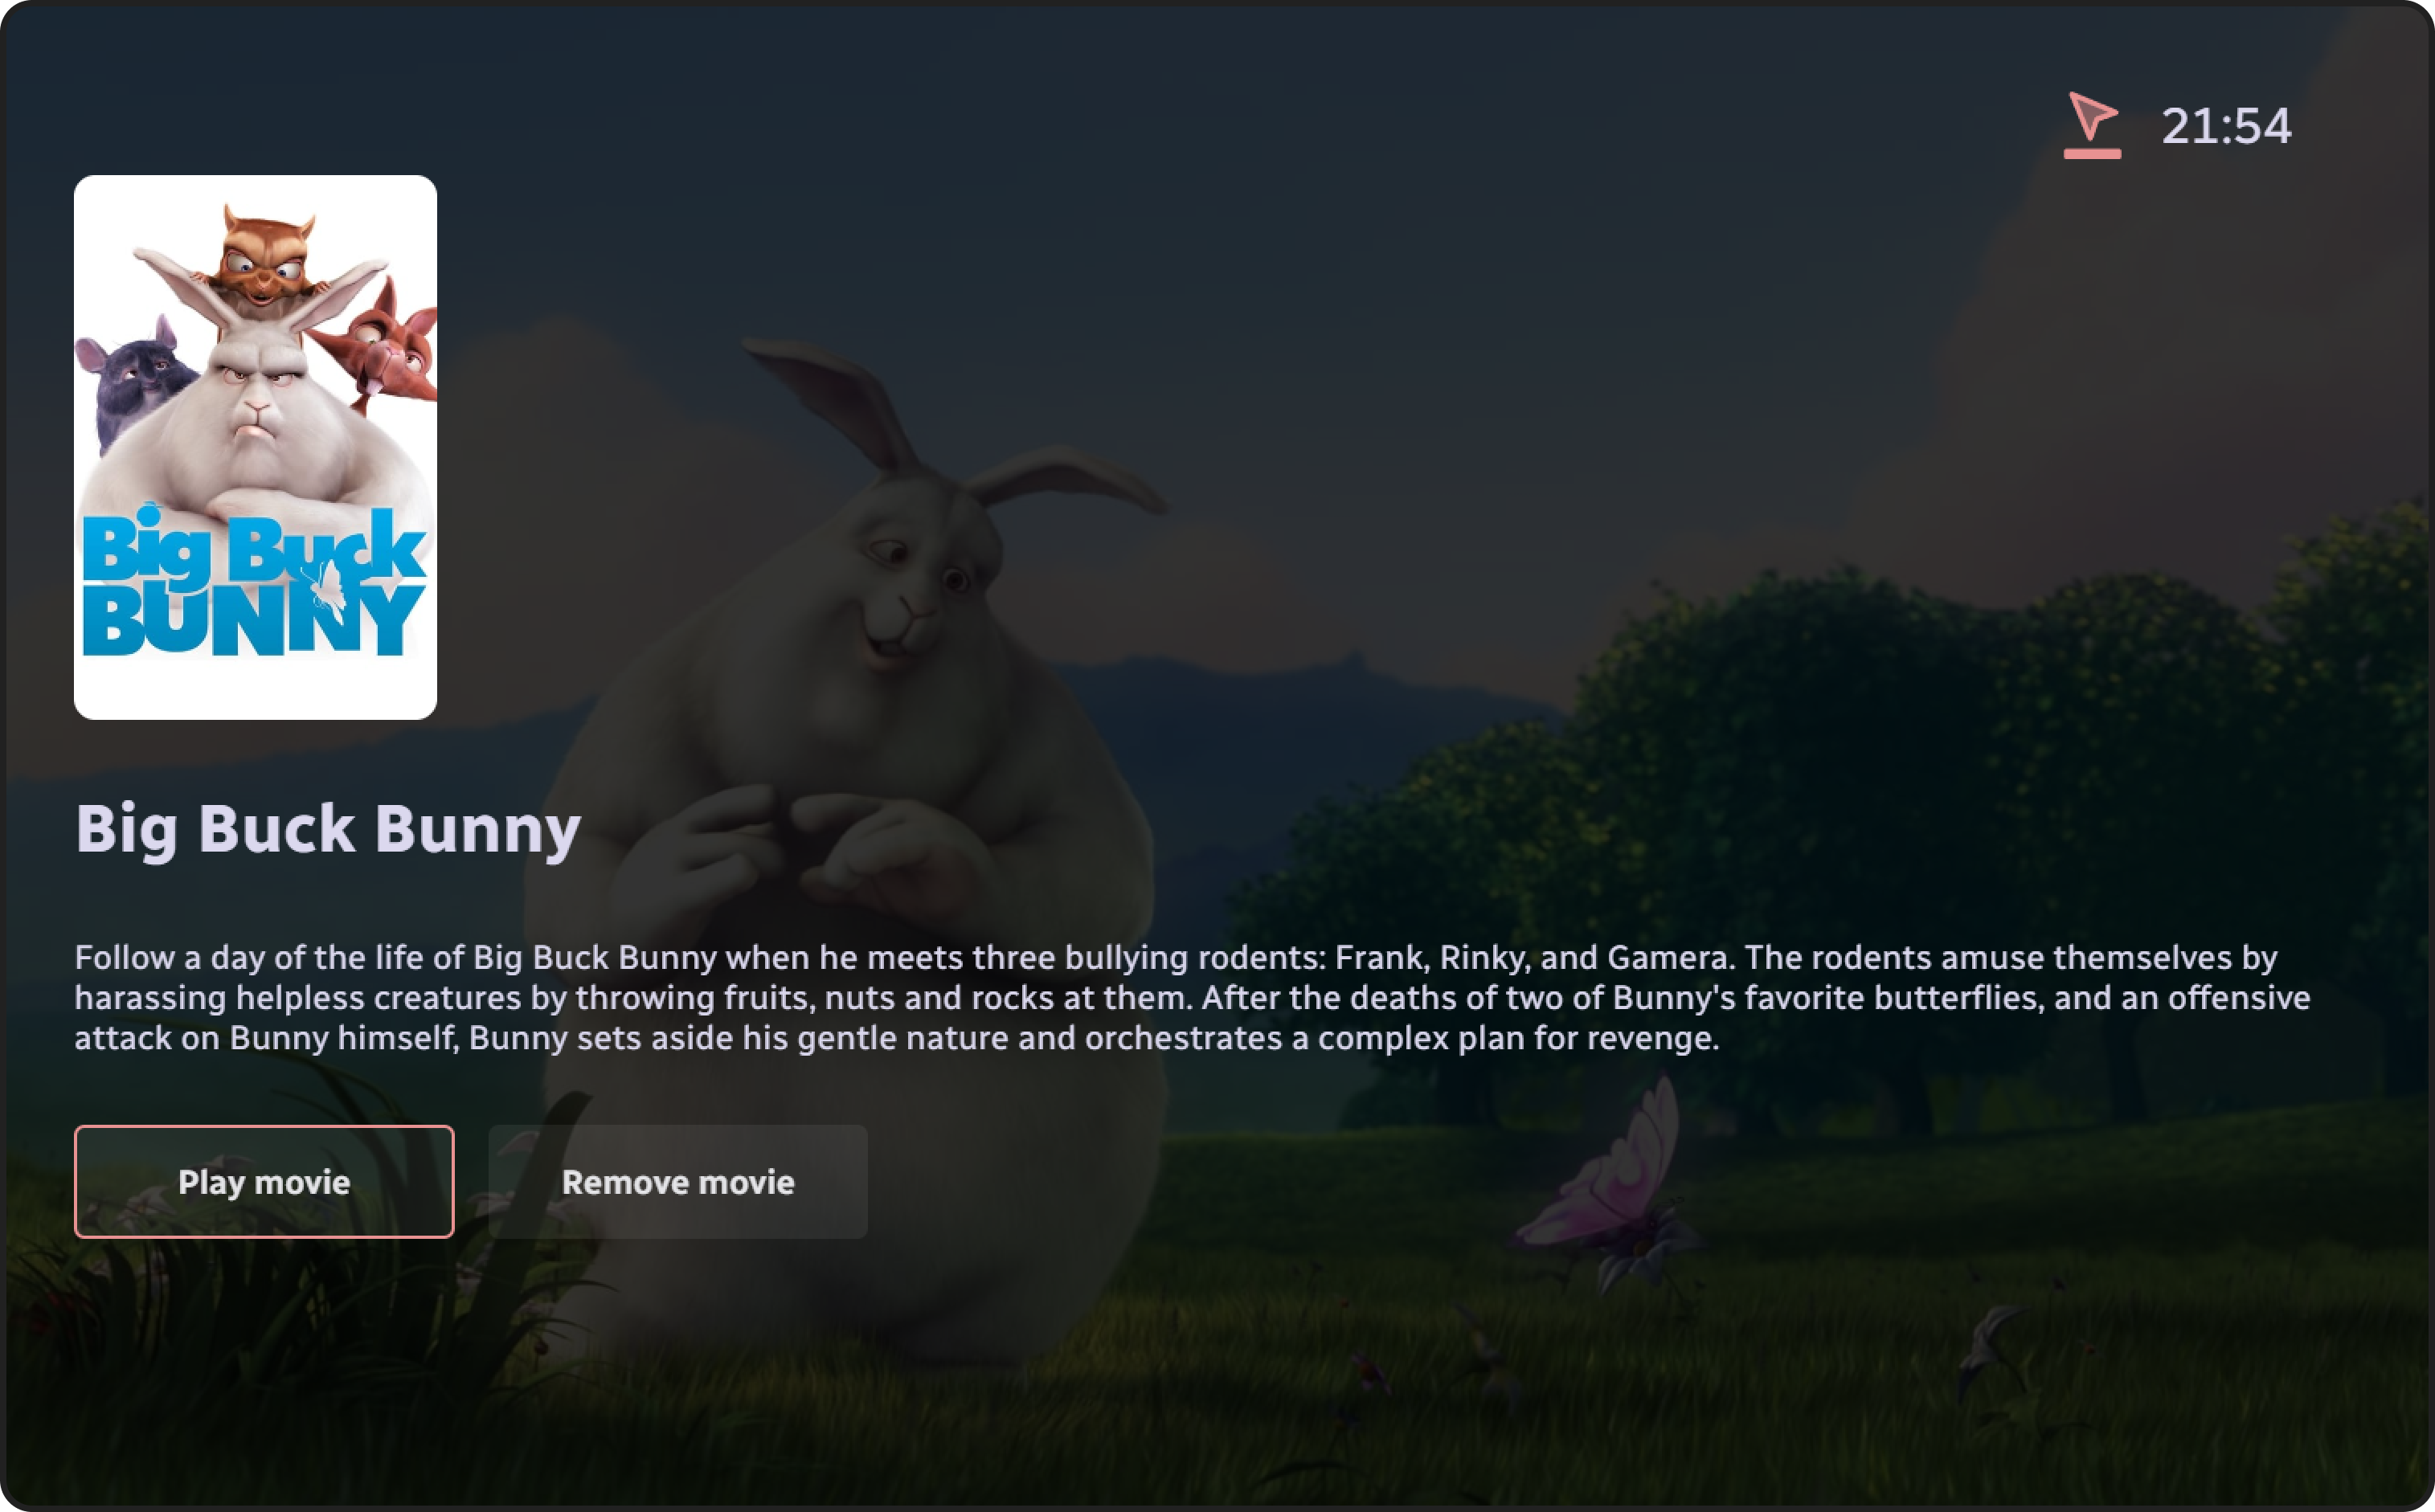 21:54
Big Buck
BUNNY
Big Buck Bunny
Follow a day of the life of Big Buck Bunny when he meets three bullying rodents: Frank, Rinky, and Gamera. The rodents amuse themselves by
harassing helpless creatures by throwing fruits, nuts and rocks at them. After the deaths of two of Bunny's favorite butterflies, and an offensive
attack on Bunny himself, Bunny sets aside his gentle nature and orchestrates a complex plan for revenge.
Play movie
Remove movie